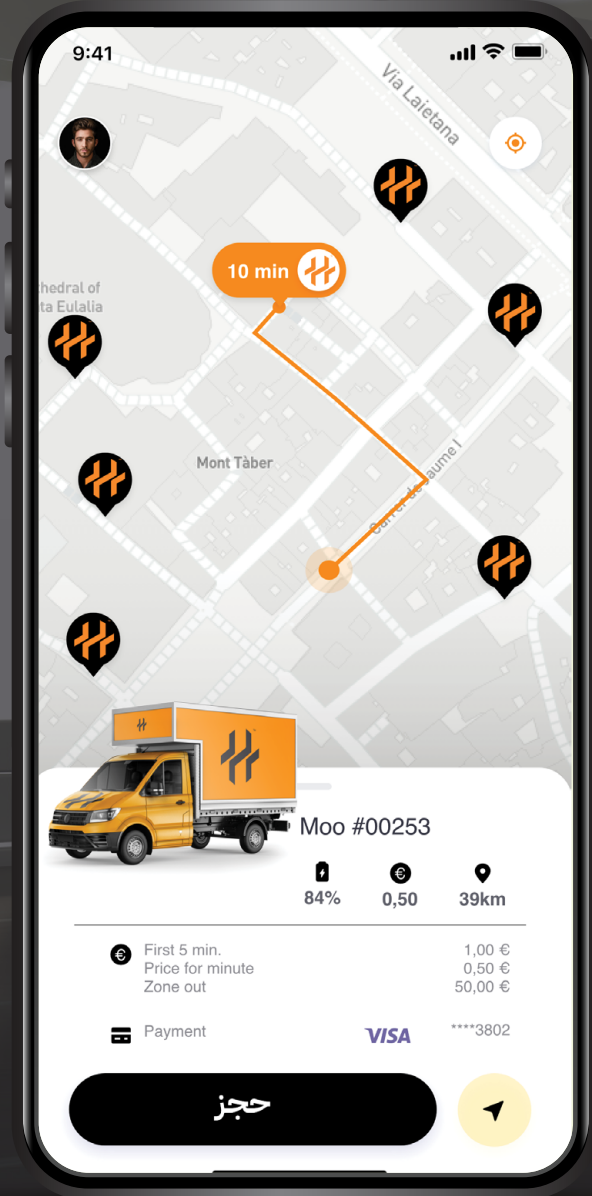 9:41
Via Laietana
10 min
thedral of
ta Eulalia
Mont Tàber
Carrer de Jaume I
Moo #00253
84%
0,50
39km
First 5 min. 1,00 €
Price for minute 0,50 €
Zone out 50,00 €
Payment VISA ****3802
حجز